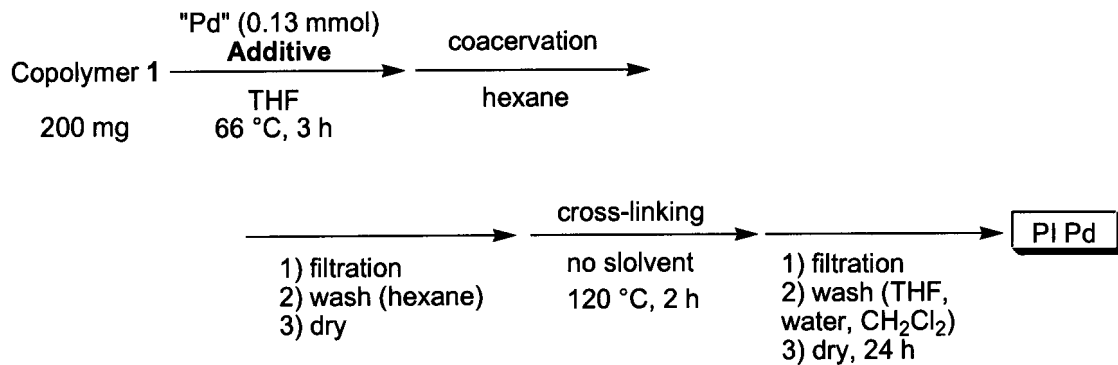 "Pd" (0.13 mmol)
Additive
coacervation
Copolymer 1
THF
hexane
200 mg
66 °C, 3 h
cross-linking
PI Pd
1) filtration
2) wash (hexane)
3) dry
no slolvent
120 °C, 2 h
1) filtration
2) wash (THF,
water, CH₂Cl₂)
3) dry, 24 h